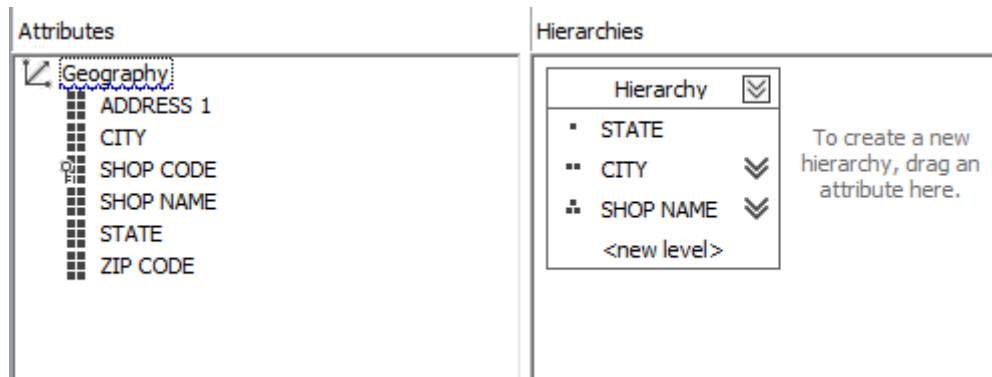 Attributes
Geography
ADDRESS 1
CITY
SHOP CODE
SHOP NAME
STATE
ZIP CODE
Hierarchies
Hierarchy
STATE
CITY
SHOP NAME
<new level>
To create a new
hierarchy, drag an
attribute here.